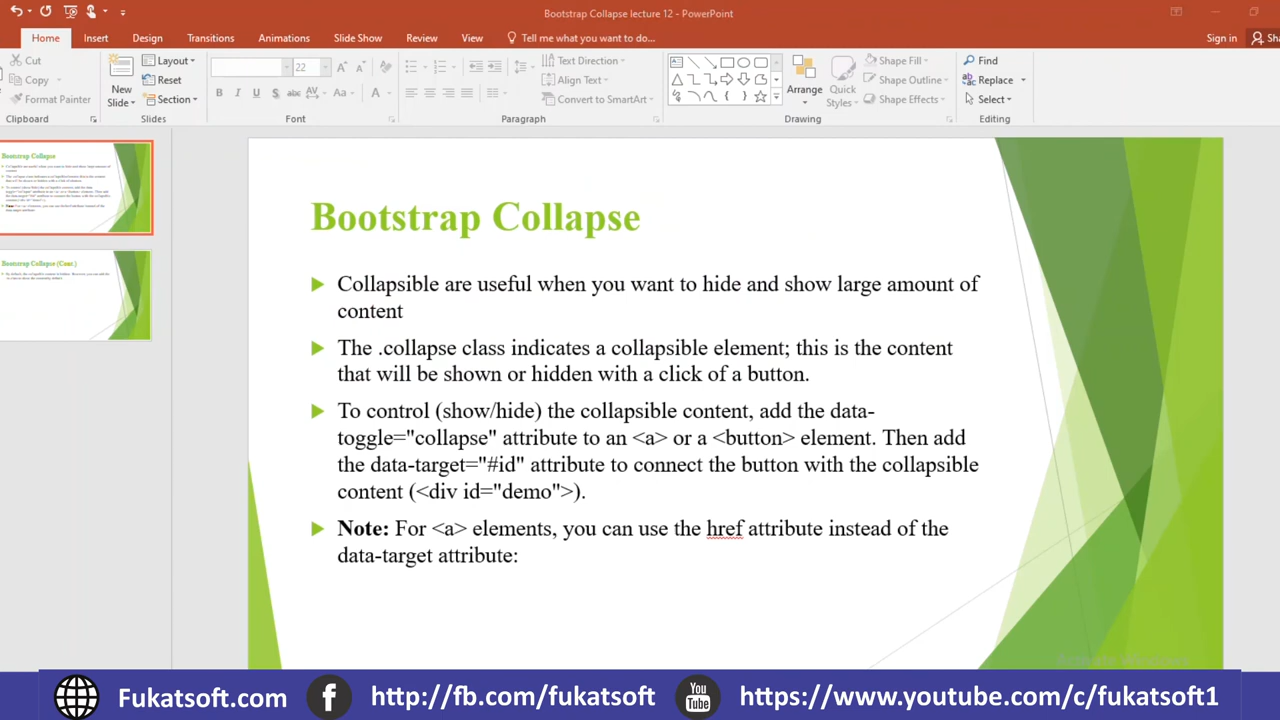 Bootstrap Collapse lecture 12 - PowerPoint
Home Insert Design Transitions Animations Slide Show Review View Tell me what you want to do... Sign in Sha
Cut
Copy
Format Painter
Clipboard
New Slide
Layout
Reset
Section
Slides
22
B I U S abc AV Aa A
Font
Text Direction
Align Text
Convert to SmartArt
Paragraph
Arrange
Quick Styles
Shape Fill
Shape Outline
Shape Effects
Drawing
Find
Replace
Select
Editing
Bootstrap Collapse
Bootstrap Collapse (Cont.)
Bootstrap Collapse
Collapsible are useful when you want to hide and show large amount of
content
The .collapse class indicates a collapsible element; this is the content
that will be shown or hidden with a click of a button.
To control (show/hide) the collapsible content, add the data-
toggle="collapse" attribute to an <a> or a <button> element. Then add
the data-target="#id" attribute to connect the button with the collapsible
content (<div id="demo">).
Note: For <a> elements, you can use the href attribute instead of the
data-target attribute:
Fukatsoft.com http://fb.com/fukatsoft You Tube https://www.youtube.com/c/fukatsoft1